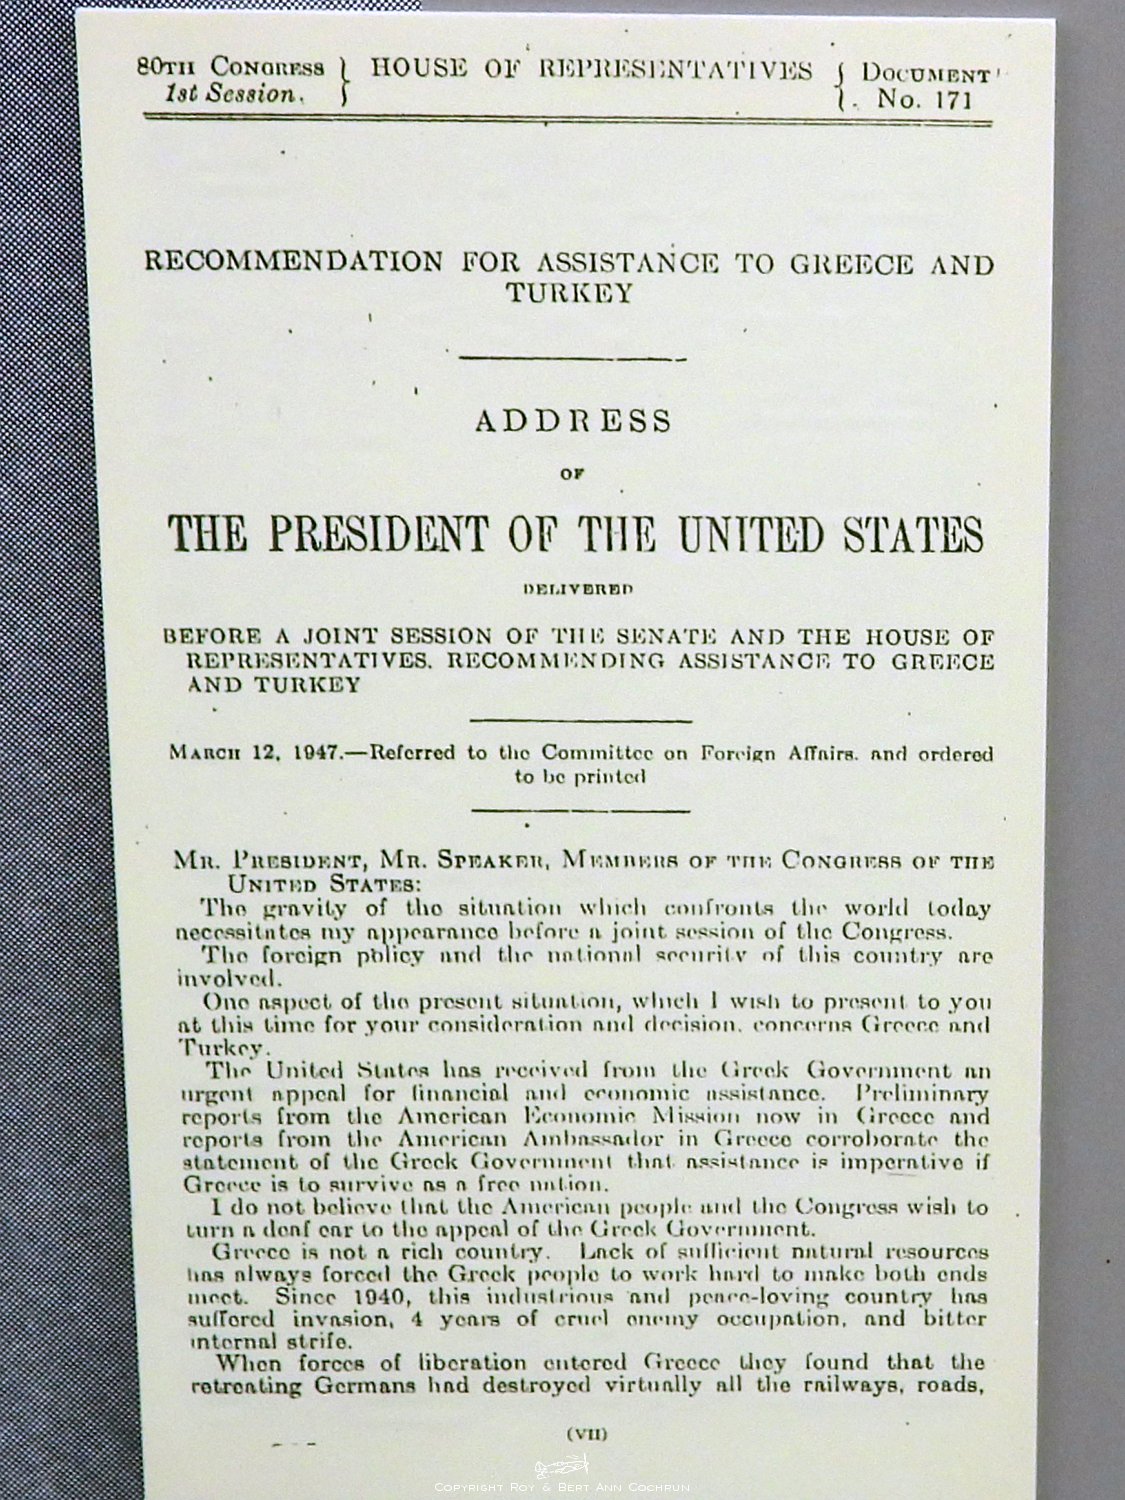 80TH CONGRESS } HOUSE OF REPRESENTATIVES { DOCUMENT
1st Session. } { No. 171
RECOMMENDATION FOR ASSISTANCE TO GREECE AND
TURKEY
ADDRESS
OF
THE PRESIDENT OF THE UNITED STATES
DELIVERED
BEFORE A JOINT SESSION OF THE SENATE AND THE HOUSE OF
REPRESENTATIVES, RECOMMENDING ASSISTANCE TO GREECE
AND TURKEY
MARCH 12, 1947.—Referred to the Committee on Foreign Affairs, and ordered
to be printed
MR. PRESIDENT, MR. SPEAKER, MEMBERS OF THE CONGRESS OF THE
UNITED STATES:
The gravity of the situation which confronts the world today
necessitates my appearance before a joint session of the Congress.
The foreign policy and the national security of this country are
involved.
One aspect of the present situation, which I wish to present to you
at this time for your consideration and decision, concerns Greece and
Turkey.
The United States has received from the Greek Government an
urgent appeal for financial and economic assistance. Preliminary
reports from the American Economic Mission now in Greece and
reports from the American Ambassador in Greece corroborate the
statement of the Greek Government that assistance is imperative if
Greece is to survive as a free nation.
I do not believe that the American people and the Congress wish to
turn a deaf ear to the appeal of the Greek Government.
Greece is not a rich country. Lack of sufficient natural resources
has always forced the Greek people to work hard to make both ends
meet. Since 1940, this industrious and peace-loving country has
suffered invasion, 4 years of cruel enemy occupation, and bitter
internal strife.
When forces of liberation entered Greece they found that the
retreating Germans had destroyed virtually all the railways, roads,
(VII)
COPYRIGHT ROY & BERT ANN COCHRUN